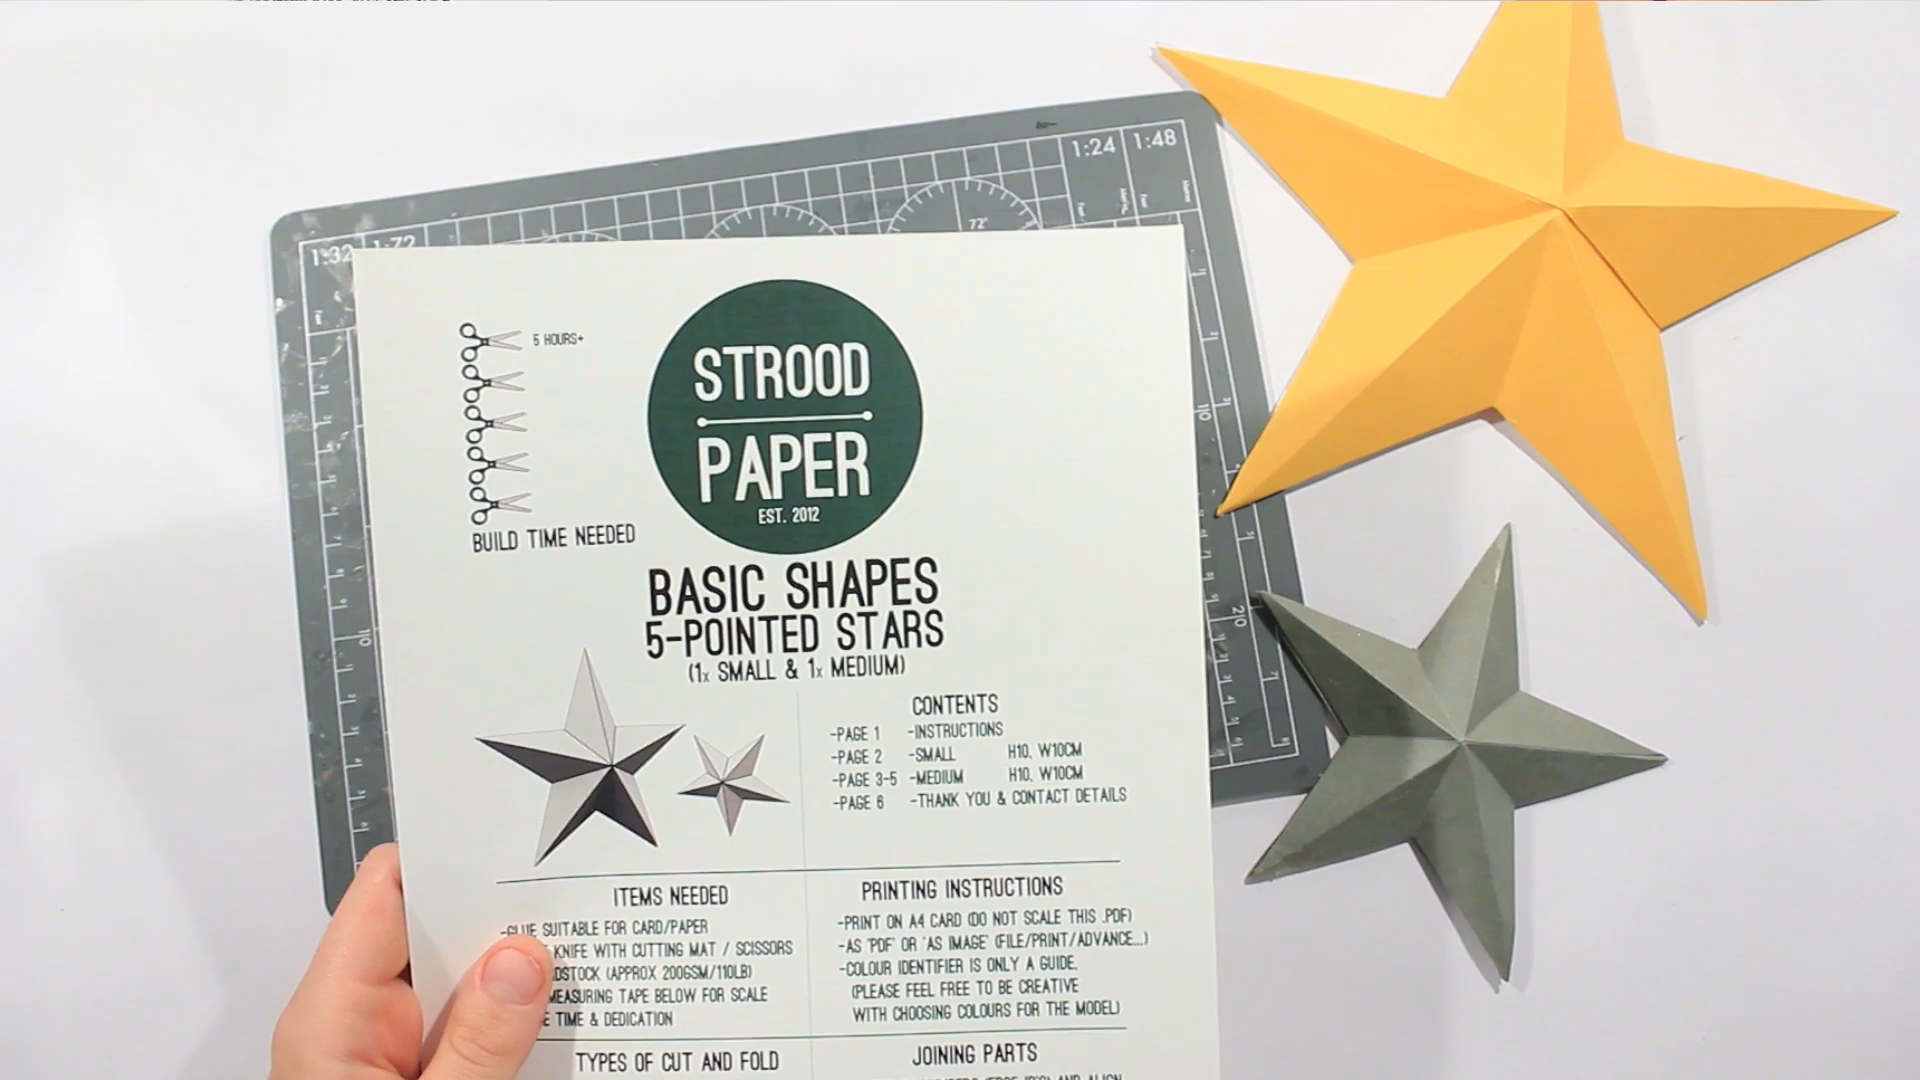 1:24 1:48
72°
1:32 1:72
5 HOURS+
STROOD
PAPER
EST. 2012
BUILD TIME NEEDED
BASIC SHAPES
5-POINTED STARS
(1x SMALL & 1x MEDIUM)
CONTENTS
-PAGE 1 -INSTRUCTIONS
-PAGE 2 -SMALL H10, W10CM
-PAGE 3-5 -MEDIUM H10, W10CM
-PAGE 6 -THANK YOU & CONTACT DETAILS
ITEMS NEEDED
-GLUE SUITABLE FOR CARD/PAPER
KNIFE WITH CUTTING MAT / SCISSORS
(APPROX 200GSM/110LB)
MEASURING TAPE BELOW FOR SCALE
TIME & DEDICATION
PRINTING INSTRUCTIONS
-PRINT ON A4 CARD (DO NOT SCALE THIS .PDF)
-AS 'PDF' OR 'AS IMAGE' (FILE/PRINT/ADVANCE...)
-COLOUR IDENTIFIER IS ONLY A GUIDE,
(PLEASE FEEL FREE TO BE CREATIVE
WITH CHOOSING COLOURS FOR THE MODEL)
TYPES OF CUT AND FOLD
JOINING PARTS
10
20
10